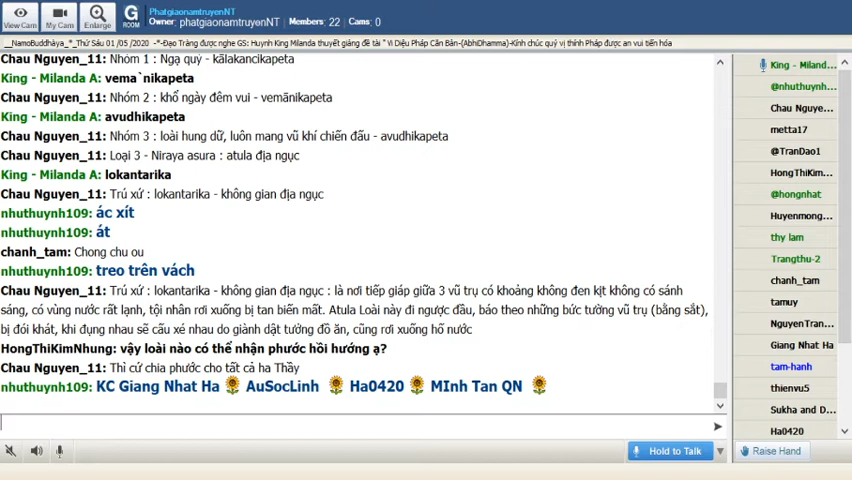 View Cam
My Cam
Enlarge
G
ROOM
PhatgiaonamtruyenNT
Owner: phatgiaonamtruyenNT Members: 22 Cams: 0
__NamoBuddhàya_*_Thứ Sáu 01 /05 /2020 -*-Đạo Tràng được nghe GS: Huynh King Milanda thuyết giảng đề tài " Vi Diệu Pháp Căn Bản-(AbhiDhamma)-Kính chúc quý vị thính Pháp được an vui tiến hóa
Chau Nguyen_11: Nhóm 1 : Ngạ quỷ - kālakancikapeta
King - Milanda A: vema`nikapeta
Chau Nguyen_11: Nhóm 2 : khổ ngày đêm vui - vemānikapeta
King - Milanda A: avudhikapeta
Chau Nguyen_11: Nhóm 3 : loài hung dữ, luôn mang vũ khí chiến đấu - avudhikapeta
Chau Nguyen_11: Loại 3 - Niraya asura : atula địa ngục
King - Milanda A: lokantarika
Chau Nguyen_11: Trú xứ : lokantarika - không gian địa ngục
nhuthuynh109: ác xít
nhuthuynh109: át
chanh_tam: Chong chu ou
nhuthuynh109: treo trên vách
Chau Nguyen_11: Trú xứ : lokantarika - không gian địa ngục : là nơi tiếp giáp giữa 3 vũ trụ có khoảng không đen kịt không có sánh
sáng, có vùng nước rất lạnh, tội nhân rơi xuống bị tan biến mất. Atula Loài này đi ngược đầu, báo theo những bức tường vũ trụ (bằng sắt),
bị đói khát, khi đụng nhau sẽ cấu xé nhau do giành dật tưởng đồ ăn, cũng rơi xuống hố nước
HongThiKimNhung: vậy loài nào có thể nhận phước hồi hướng ạ?
Chau Nguyen_11: Thì cứ chia phước cho tất cả ha Thầy
nhuthuynh109: KC Giang Nhat Ha AuSocLinh Ha0420 MInh Tan QN
King - Miland...
@nhuthuynh...
Chau Nguye...
metta17
@TranDao1
HongThiKim...
@hongnhat
Huyenmong...
thy lam
Trangthu-2
chanh_tam
tamuy
NguyenTran...
Giang Nhat Ha
tam-hanh
thienvu5
Sukha and D...
Ha0420
Hold to Talk
Raise Hand